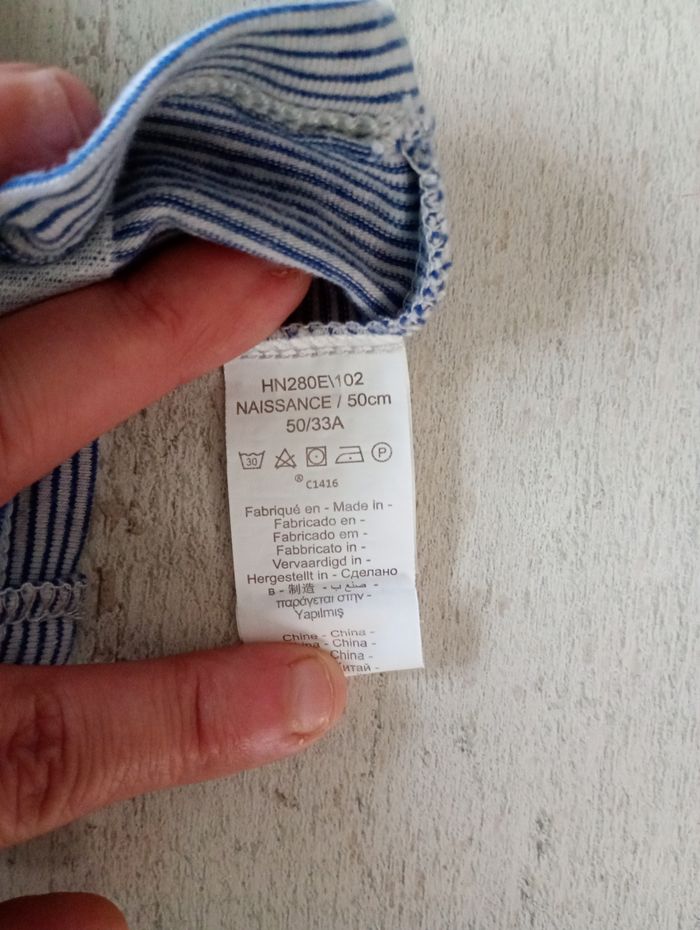 HN280E\102
NAISSANCE / 50cm
50/33A
30 P
® C1416
Fabriqué en - Made in -
Fabricado en -
Fabricado em -
Fabbricato in -
Vervaardigd in -
Hergestellt in - Сделано
в - 制造 - صنع ب -
παράγεται στην -
Yapılmış
Chine - China -
China -
China -